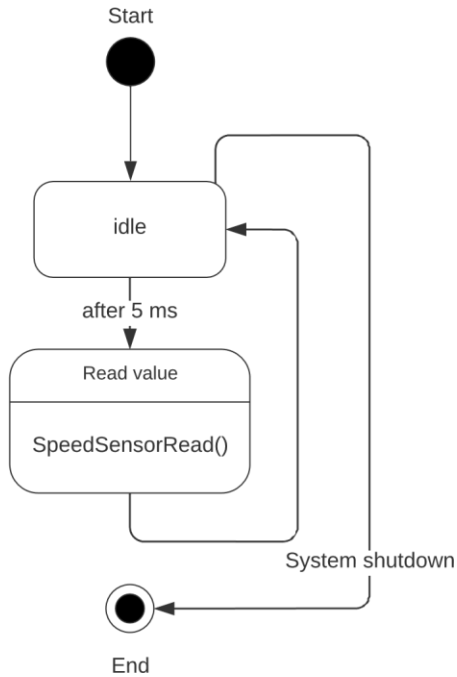 Start
idle
after 5 ms
Read value
SpeedSensorRead()
System shutdown
End